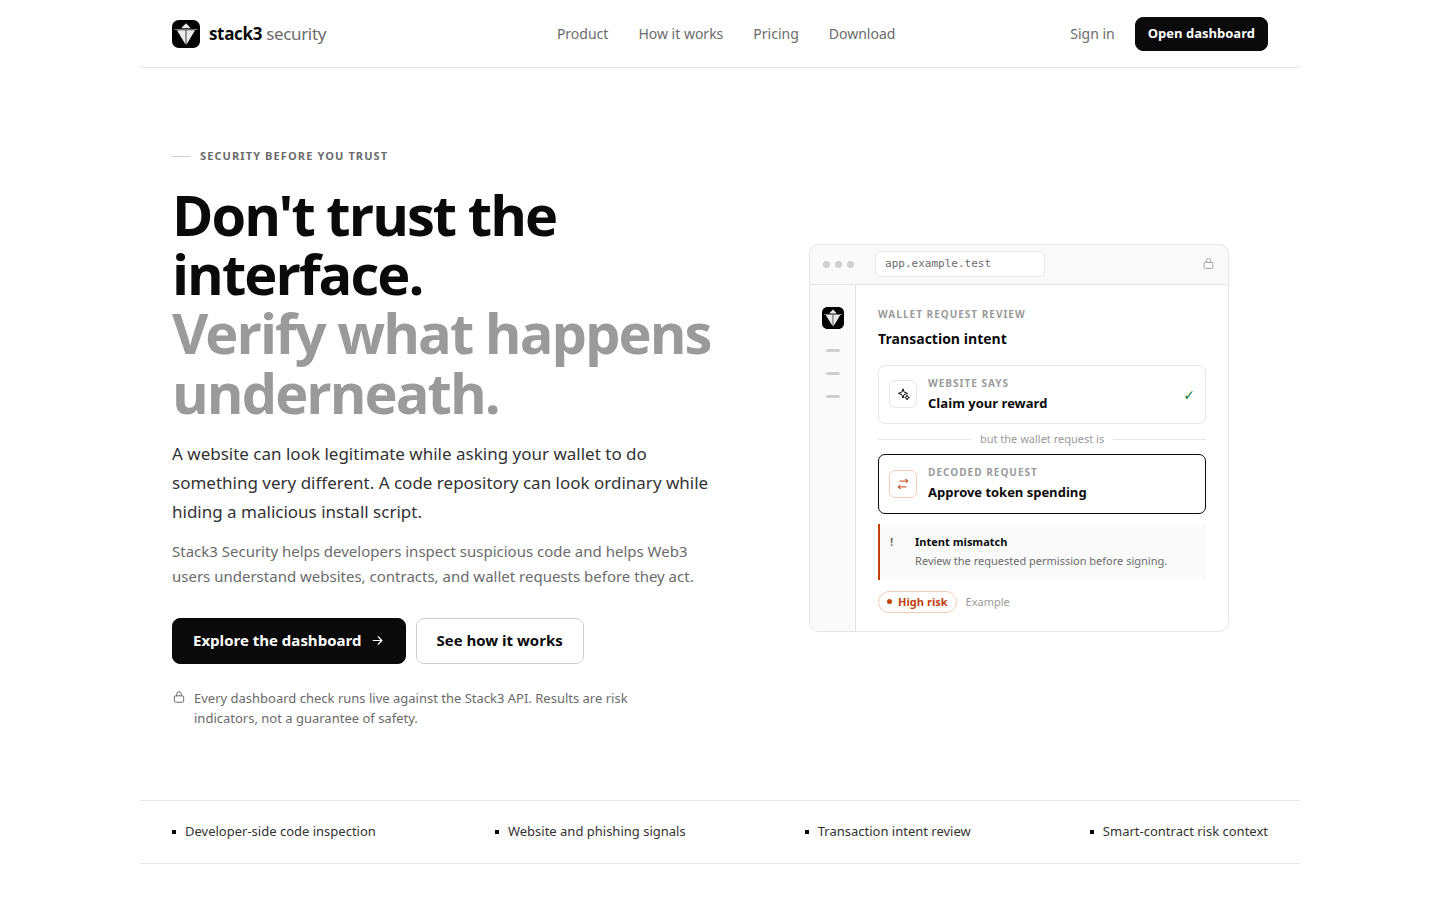 stack3 security
Product
How it works
Pricing
Download
Sign in
Open dashboard
SECURITY BEFORE YOU TRUST
Don't trust the
interface.
Verify what happens
underneath.
A website can look legitimate while asking your wallet to do
something very different. A code repository can look ordinary while
hiding a malicious install script.
Stack3 Security helps developers inspect suspicious code and helps Web3
users understand websites, contracts, and wallet requests before they act.
Explore the dashboard →
See how it works
Every dashboard check runs live against the Stack3 API. Results are risk
indicators, not a guarantee of safety.
app.example.test
WALLET REQUEST REVIEW
Transaction intent
WEBSITE SAYS
Claim your reward ✓
but the wallet request is
DECODED REQUEST
Approve token spending
! Intent mismatch
Review the requested permission before signing.
High risk
Example
Developer-side code inspection
Website and phishing signals
Transaction intent review
Smart-contract risk context